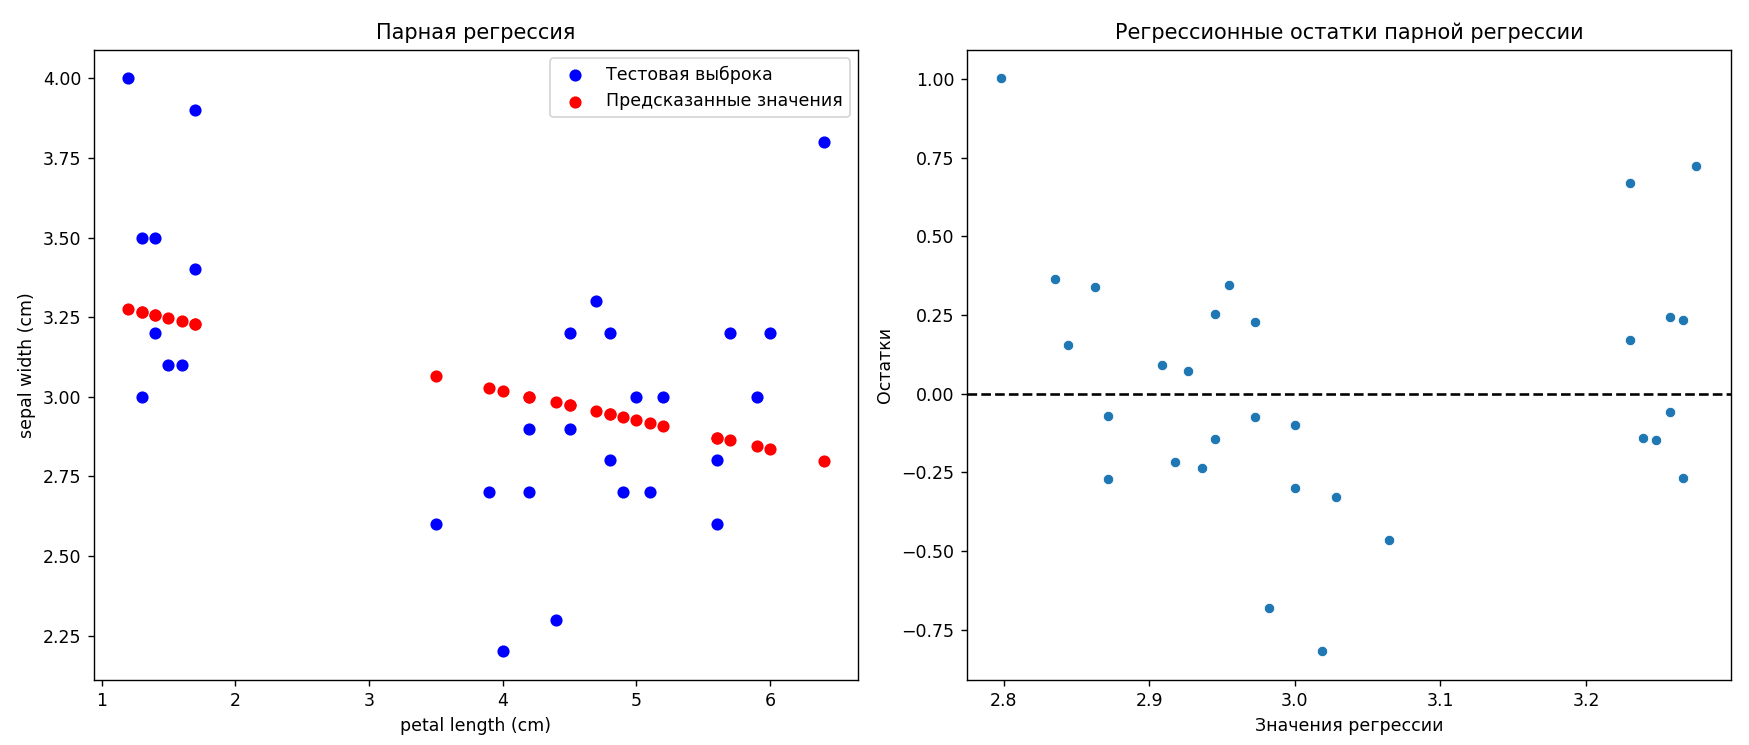 Парная регрессия
Тестовая выброка
Предсказанные значения
4.00
3.75
3.50
3.25
3.00
2.75
2.50
2.25
sepal width (cm)
1 2 3 4 5 6
petal length (cm)
Регрессионные остатки парной регрессии
1.00
0.75
0.50
0.25
0.00
−0.25
−0.50
−0.75
Остатки
2.8 2.9 3.0 3.1 3.2
Значения регрессии